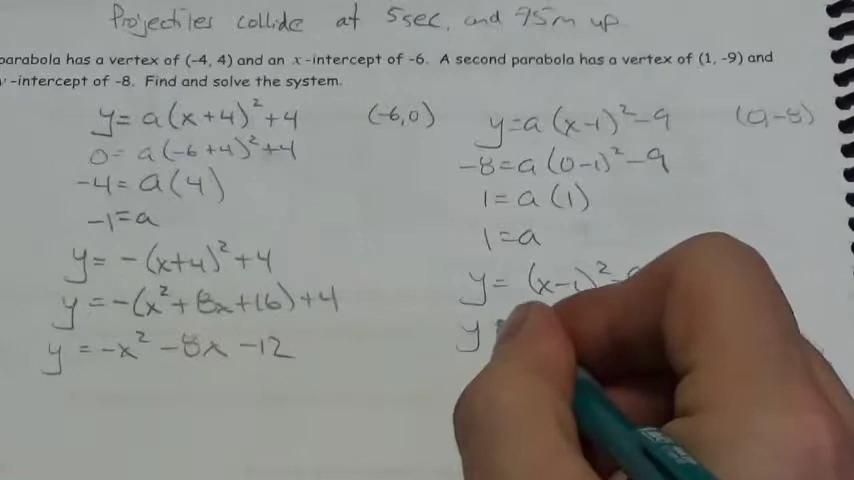 Projectiles collide at 5sec, and 75m up
parabola has a vertex of (-4, 4) and an x-intercept of -6. A second parabola has a vertex of (1, -9) and
y-intercept of -8. Find and solve the system.
y=a(x+4)²+4 (-6,0)
0=a(-6+4)²+4
-4=a(4)
-1=a
y=-(x+4)²+4
y=-(x²+8x+16)+4
y=-x²-8x-12
y=a(x-1)²-9 (0,-8)
-8=a(0-1)²-9
1=a(1)
1=a
y=(x-1)²-
y=